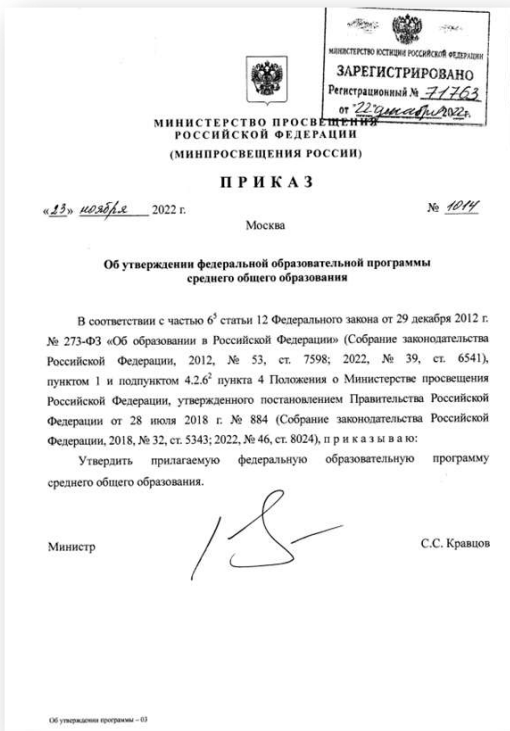 МИНИСТЕРСТВО ЮСТИЦИИ РОССИЙСКОЙ ФЕДЕРАЦИИ
ЗАРЕГИСТРИРОВАНО
Регистрационный № 71763
от "22" декабря 2022г.
МИНИСТЕРСТВО ПРОСВЕЩЕНИЯ
РОССИЙСКОЙ ФЕДЕРАЦИИ
(МИНПРОСВЕЩЕНИЯ РОССИИ)
ПРИКАЗ
«23» ноября 2022 г.
№ 1014
Москва
Об утверждении федеральной образовательной программы
среднего общего образования
В соответствии с частью 6⁵ статьи 12 Федерального закона от 29 декабря 2012 г.
№ 273-ФЗ «Об образовании в Российской Федерации» (Собрание законодательства
Российской Федерации, 2012, № 53, ст. 7598; 2022, № 39, ст. 6541),
пунктом 1 и подпунктом 4.2.6² пункта 4 Положения о Министерстве просвещения
Российской Федерации, утвержденного постановлением Правительства Российской
Федерации от 28 июля 2018 г. № 884 (Собрание законодательства Российской
Федерации, 2018, № 32, ст. 5343; 2022, № 46, ст. 8024), п р и к а з ы в а ю:
Утвердить прилагаемую федеральную образовательную программу
среднего общего образования.
Министр
С.С. Кравцов
Об утверждении программы – 03